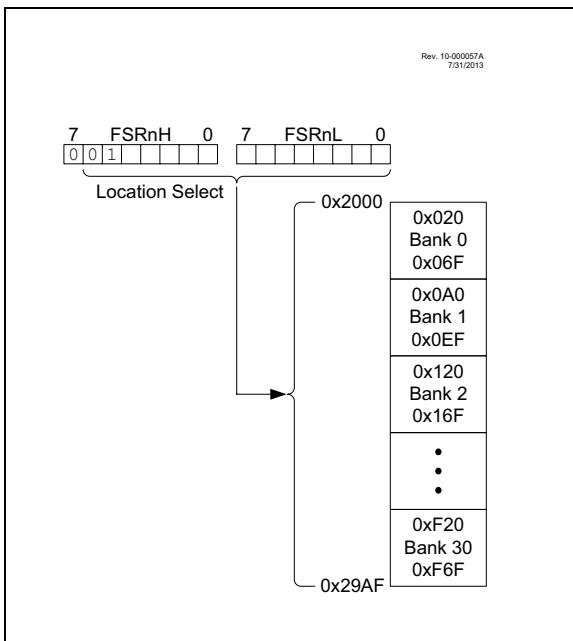 Rev. 10-000057A
7/31/2013
7 FSRnH 0 7 FSRnL 0
0 0 1
Location Select
0x2000
0x020
Bank 0
0x06F
0x0A0
Bank 1
0x0EF
0x120
Bank 2
0x16F
0xF20
Bank 30
0xF6F
0x29AF